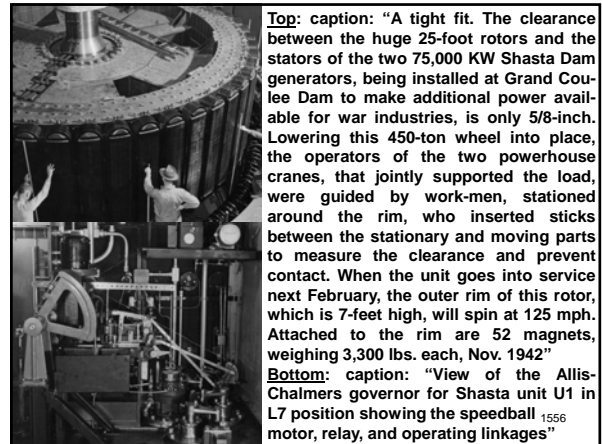 Top: caption: “A tight fit. The clearance
between the huge 25-foot rotors and the
stators of the two 75,000 KW Shasta Dam
generators, being installed at Grand Cou-
lee Dam to make additional power avail-
able for war industries, is only 5/8-inch.
Lowering this 450-ton wheel into place,
the operators of the two powerhouse
cranes, that jointly supported the load,
were guided by work-men, stationed
around the rim, who inserted sticks
between the stationary and moving parts
to measure the clearance and prevent
contact. When the unit goes into service
next February, the outer rim of this rotor,
which is 7-feet high, will spin at 125 mph.
Attached to the rim are 52 magnets,
weighing 3,300 lbs. each, Nov. 1942”
Bottom: caption: “View of the Allis-
Chalmers governor for Shasta unit U1 in
L7 position showing the speedball 1556
motor, relay, and operating linkages”